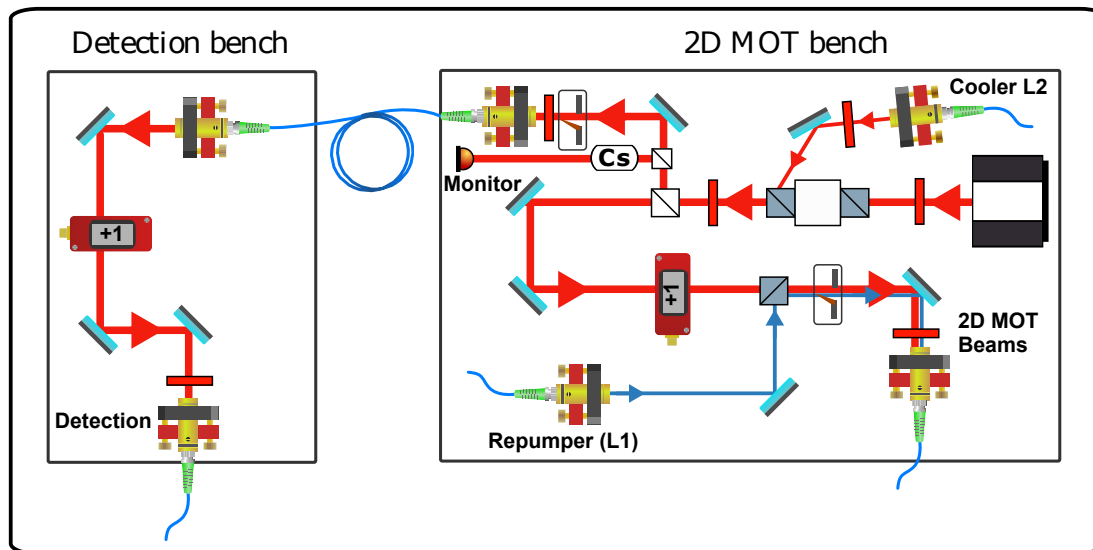 Detection bench
2D MOT bench
Cooler L2
Cs
Monitor
+1
+1
2D MOT
Beams
Detection
Repumper (L1)